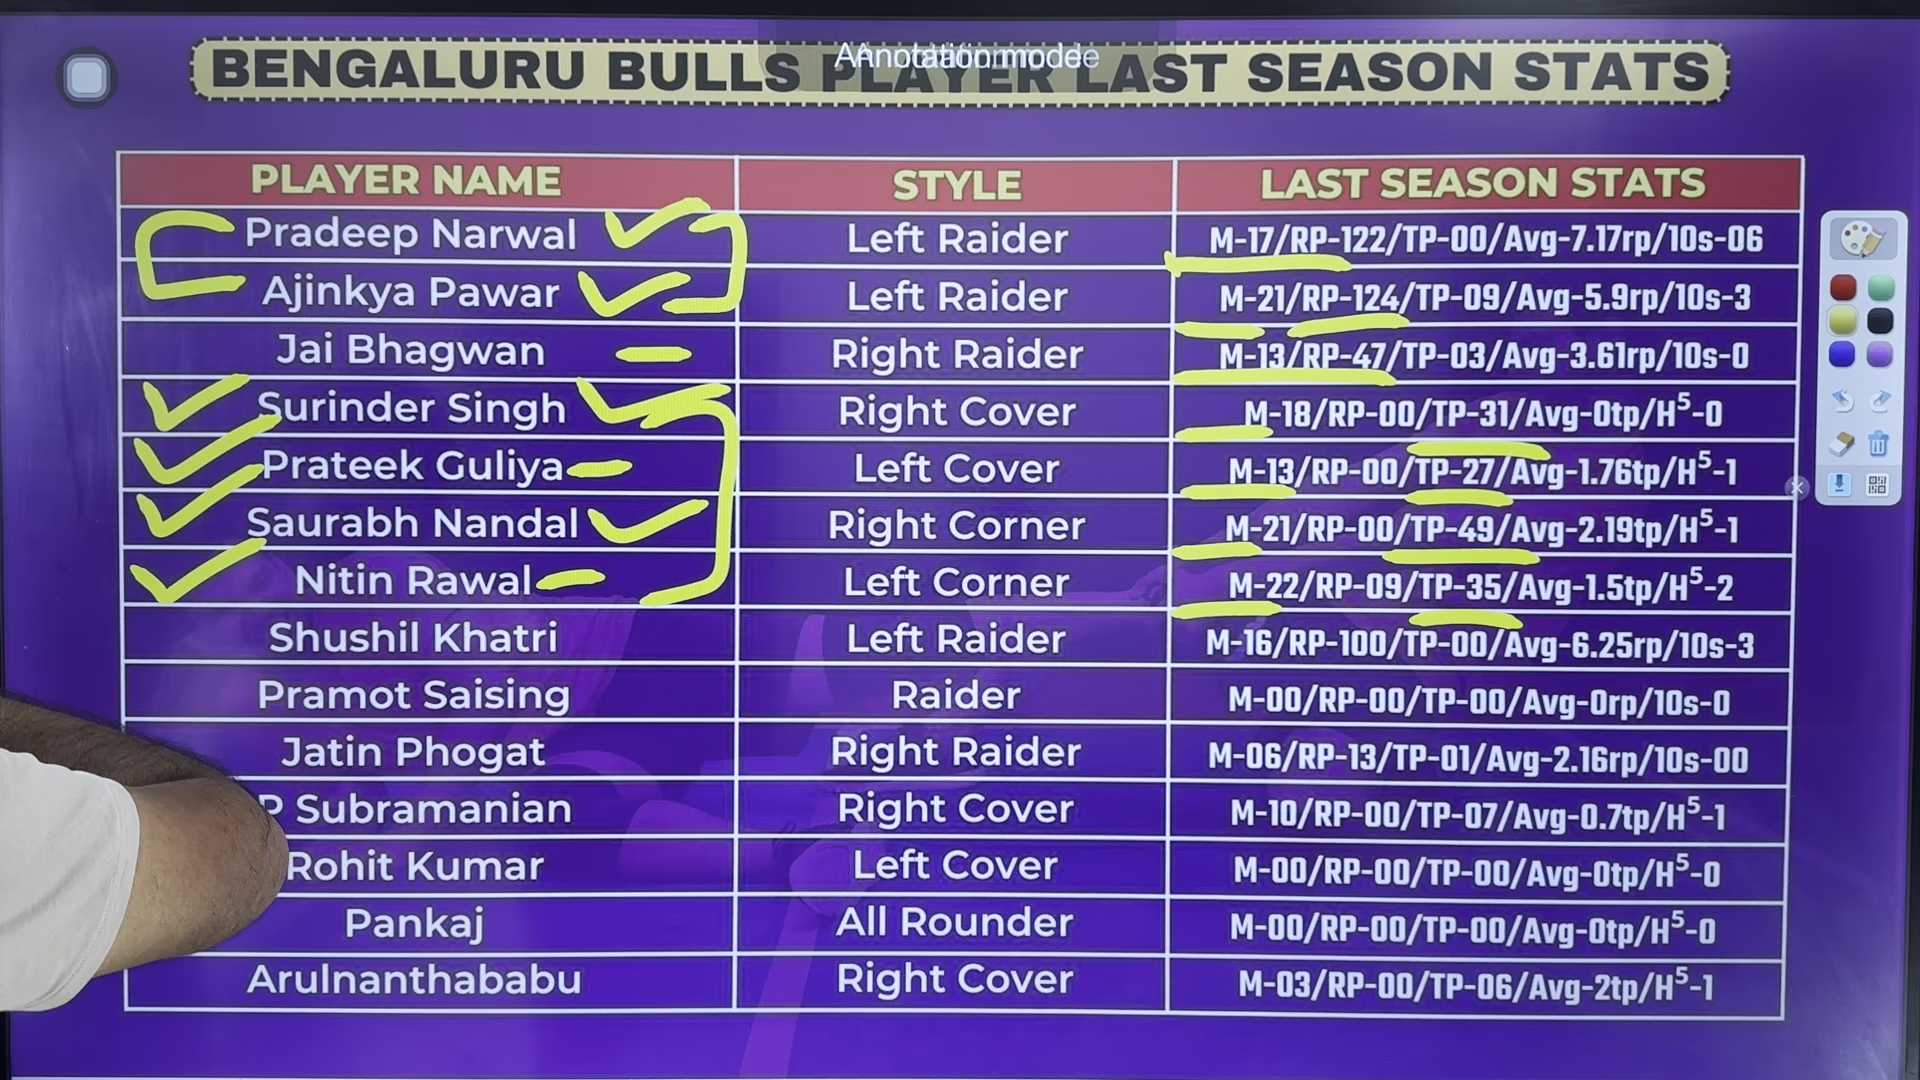 BENGALURU BULLS PLAYER LAST SEASON STATS
Annotation mode
PLAYER NAME STYLE LAST SEASON STATS
Pradeep Narwal Left Raider M-17/RP-122/TP-00/Avg-7.17rp/10s-06
Ajinkya Pawar Left Raider M-21/RP-124/TP-09/Avg-5.9rp/10s-3
Jai Bhagwan Right Raider M-13/RP-47/TP-03/Avg-3.61rp/10s-0
Surinder Singh Right Cover M-18/RP-00/TP-31/Avg-0tp/H⁵-0
Prateek Guliya Left Cover M-13/RP-00/TP-27/Avg-1.76tp/H⁵-1
Saurabh Nandal Right Corner M-21/RP-00/TP-49/Avg-2.19tp/H⁵-1
Nitin Rawal Left Corner M-22/RP-09/TP-35/Avg-1.5tp/H⁵-2
Shushil Khatri Left Raider M-16/RP-100/TP-00/Avg-6.25rp/10s-3
Pramot Saising Raider M-00/RP-00/TP-00/Avg-0rp/10s-0
Jatin Phogat Right Raider M-06/RP-13/TP-01/Avg-2.16rp/10s-00
P Subramanian Right Cover M-10/RP-00/TP-07/Avg-0.7tp/H⁵-1
Rohit Kumar Left Cover M-00/RP-00/TP-00/Avg-0tp/H⁵-0
Pankaj All Rounder M-00/RP-00/TP-00/Avg-0tp/H⁵-0
Arulnanthababu Right Cover M-03/RP-00/TP-06/Avg-2tp/H⁵-1